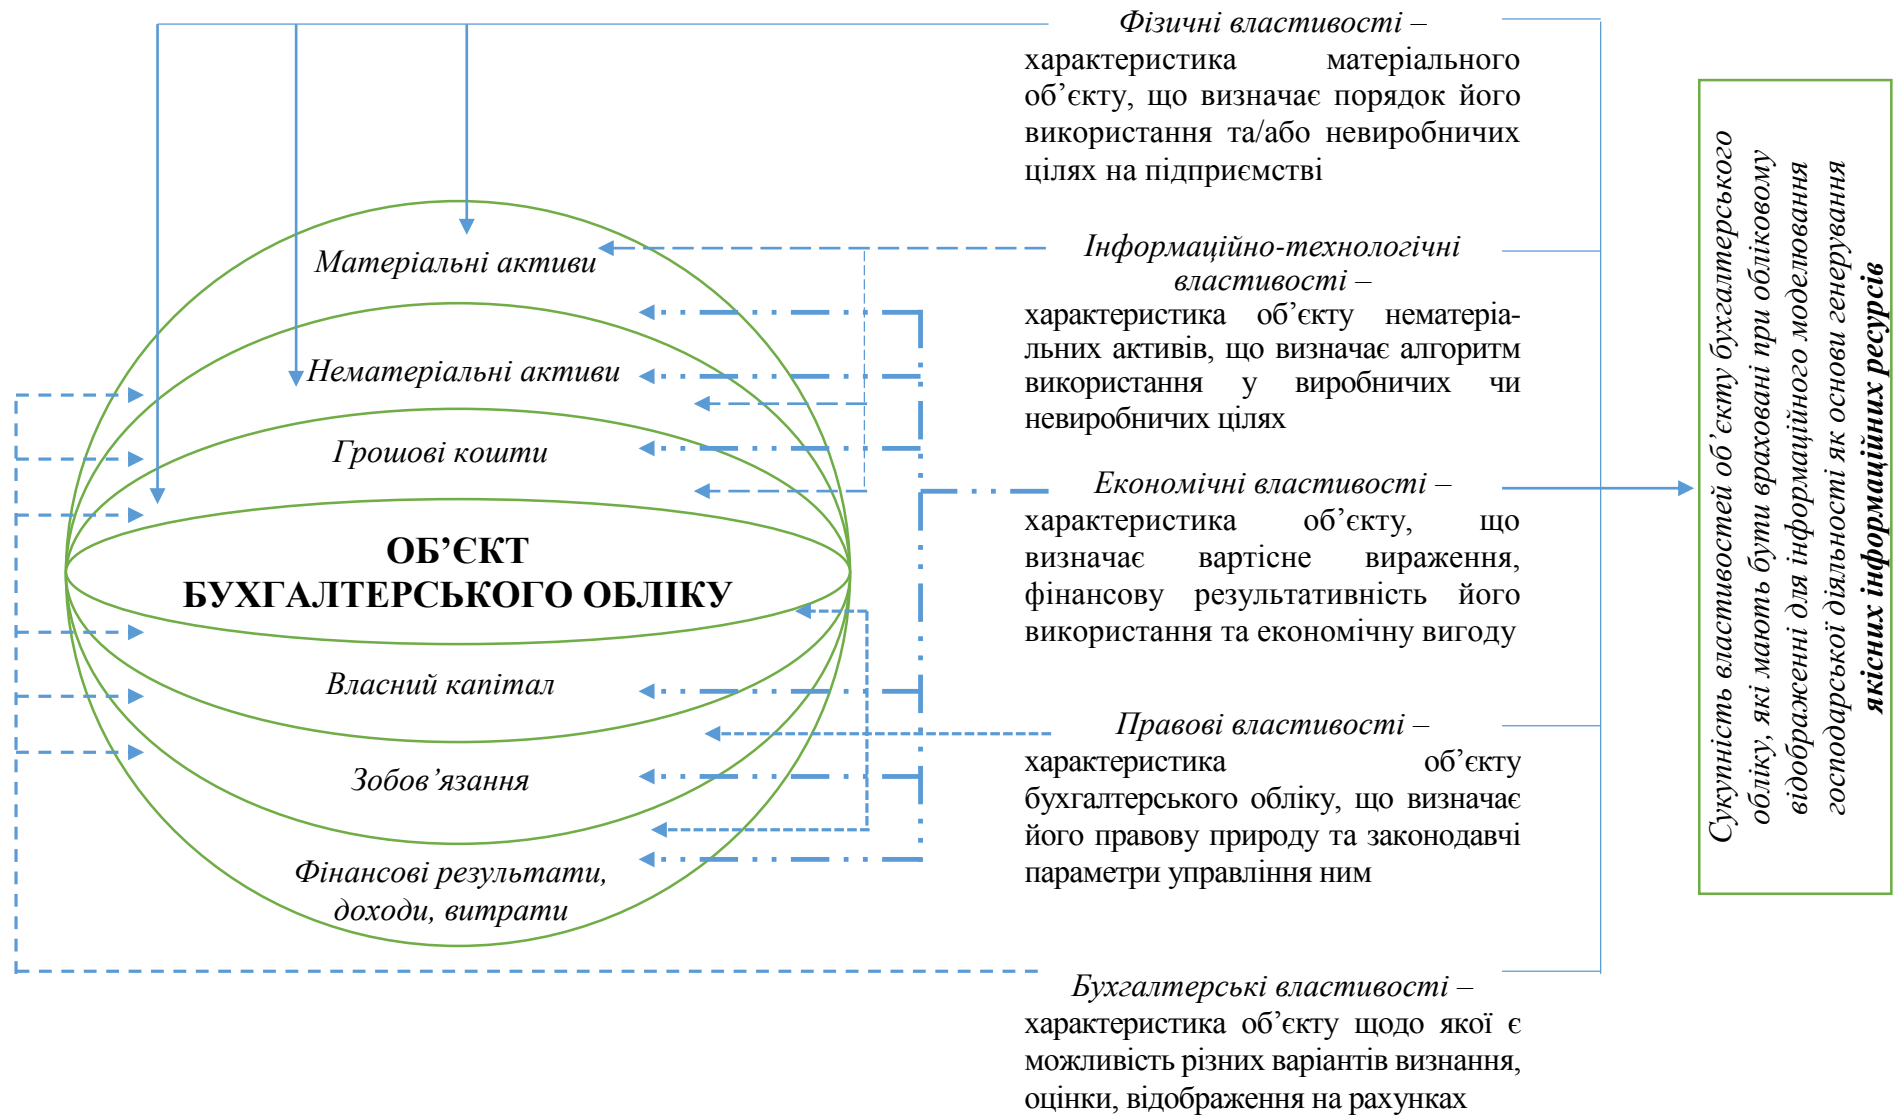 Фізичні властивості –
характеристика матеріального
об’єкту, що визначає порядок його
використання та/або невиробничих
цілях на підприємстві
Інформаційно-технологічні
властивості –
характеристика об’єкту нематеріа-
льних активів, що визначає алгоритм
використання у виробничих чи
невиробничих цілях
Економічні властивості –
характеристика об’єкту, що
визначає вартісне вираження,
фінансову результативність його
використання та економічну вигоду
Правові властивості –
характеристика об’єкту
бухгалтерського обліку, що визначає
його правову природу та законодавчі
параметри управління ним
Бухгалтерські властивості –
характеристика об’єкту щодо якої є
можливість різних варіантів визнання,
оцінки, відображення на рахунках
Матеріальні активи
Нематеріальні активи
Грошові кошти
ОБ’ЄКТ
БУХГАЛТЕРСЬКОГО ОБЛІКУ
Власний капітал
Зобов’язання
Фінансові результати,
доходи, витрати
Сукупність властивостей об’єкту бухгалтерського
обліку, які мають бути враховані при обліковому
відображенні для інформаційного моделювання
господарської діяльності як основи генерування
якісних інформаційних ресурсів